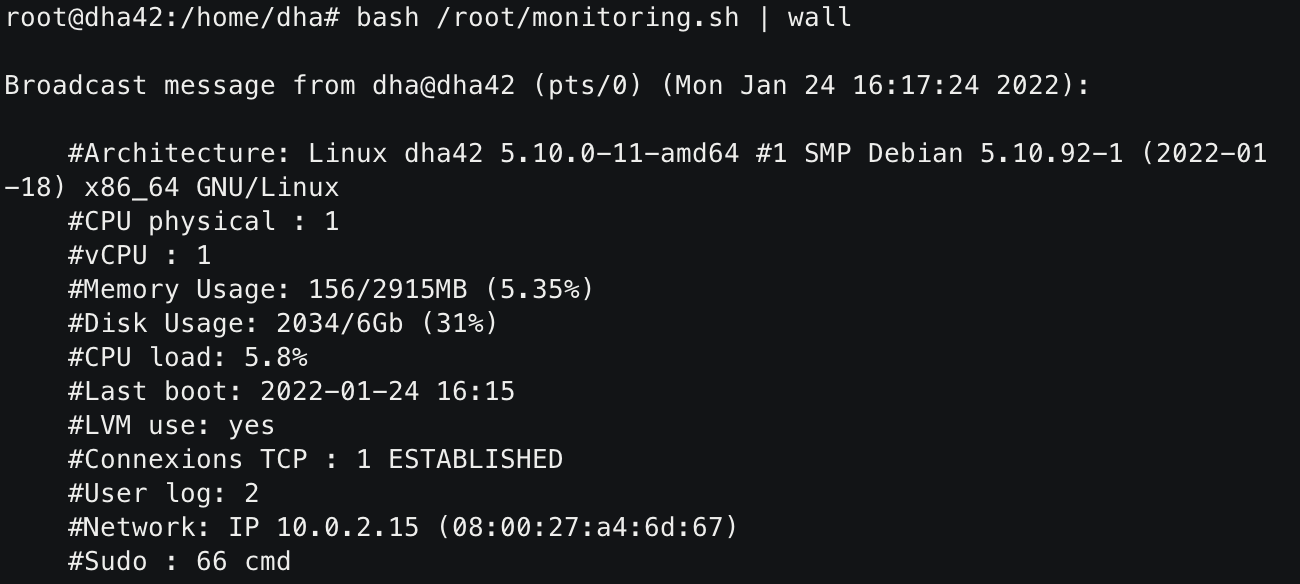 root@dha42:/home/dha# bash /root/monitoring.sh | wall
Broadcast message from dha@dha42 (pts/0) (Mon Jan 24 16:17:24 2022):
#Architecture: Linux dha42 5.10.0-11-amd64 #1 SMP Debian 5.10.92-1 (2022-01
-18) x86_64 GNU/Linux
#CPU physical : 1
#vCPU : 1
#Memory Usage: 156/2915MB (5.35%)
#Disk Usage: 2034/6Gb (31%)
#CPU load: 5.8%
#Last boot: 2022-01-24 16:15
#LVM use: yes
#Connexions TCP : 1 ESTABLISHED
#User log: 2
#Network: IP 10.0.2.15 (08:00:27:a4:6d:67)
#Sudo : 66 cmd